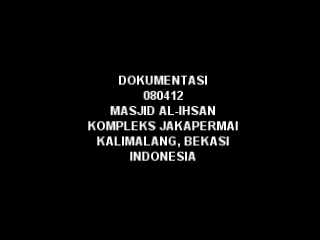 DOKUMENTASI
080412
MASJID AL-IHSAN
KOMPLEKS JAKAPERMAI
KALIMALANG, BEKASI
INDONESIA